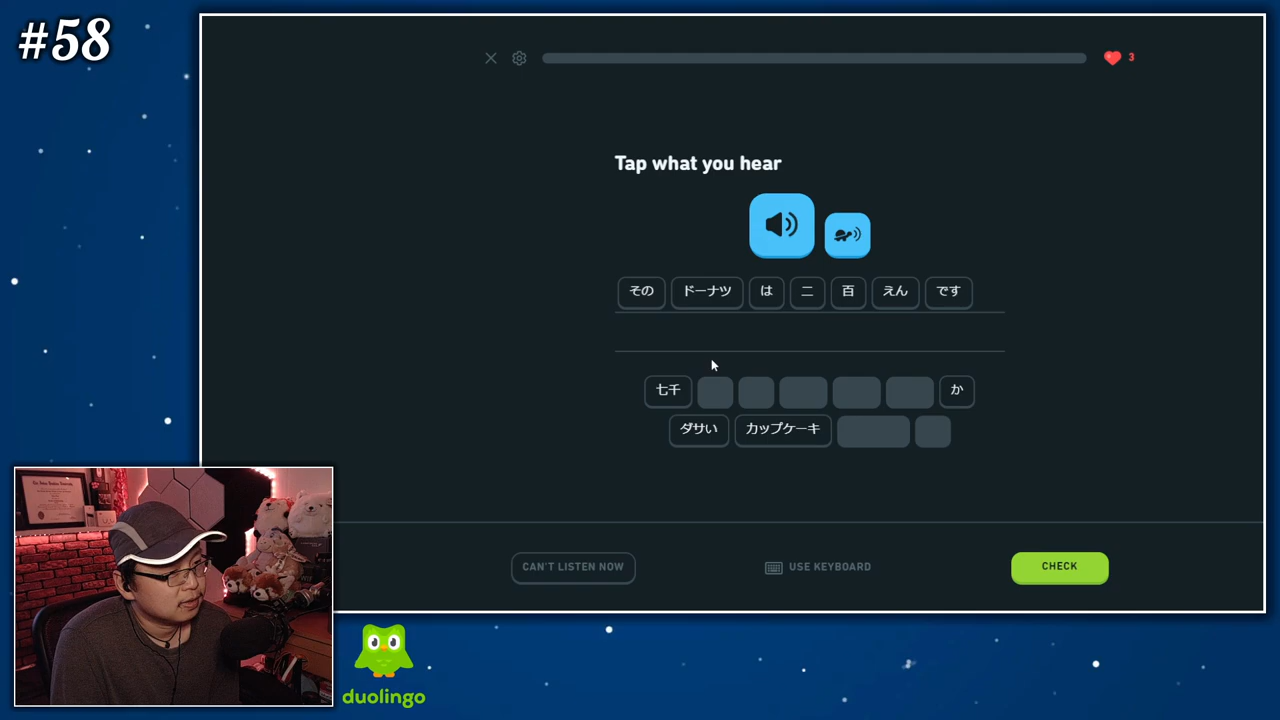 #58
3
Tap what you hear
その ドーナツ は 二 百 えん です
七千 か
ダサい カップケーキ
CAN'T LISTEN NOW USE KEYBOARD CHECK
duolingo